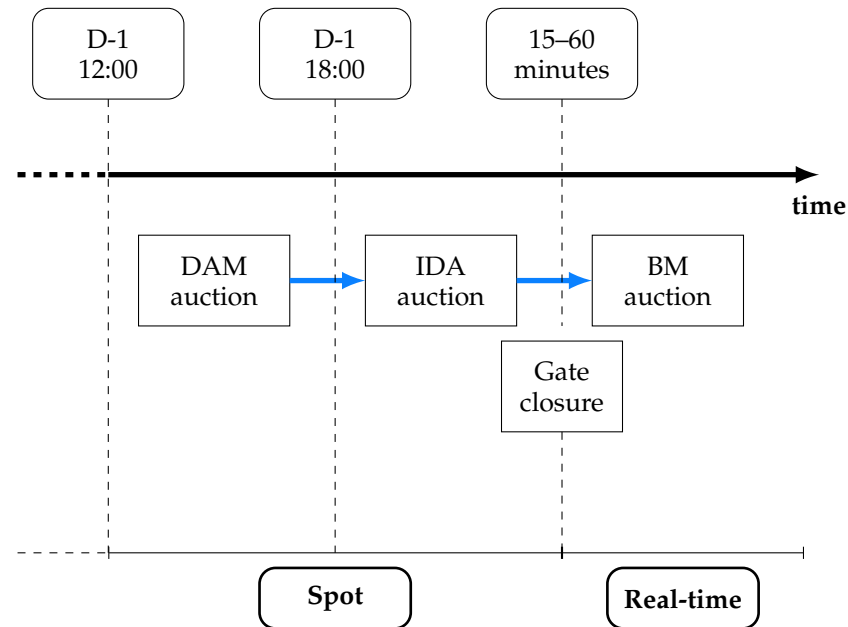 D-1
12:00
D-1
18:00
15–60
minutes
time
DAM
auction
IDA
auction
BM
auction
Gate
closure
Spot
Real-time